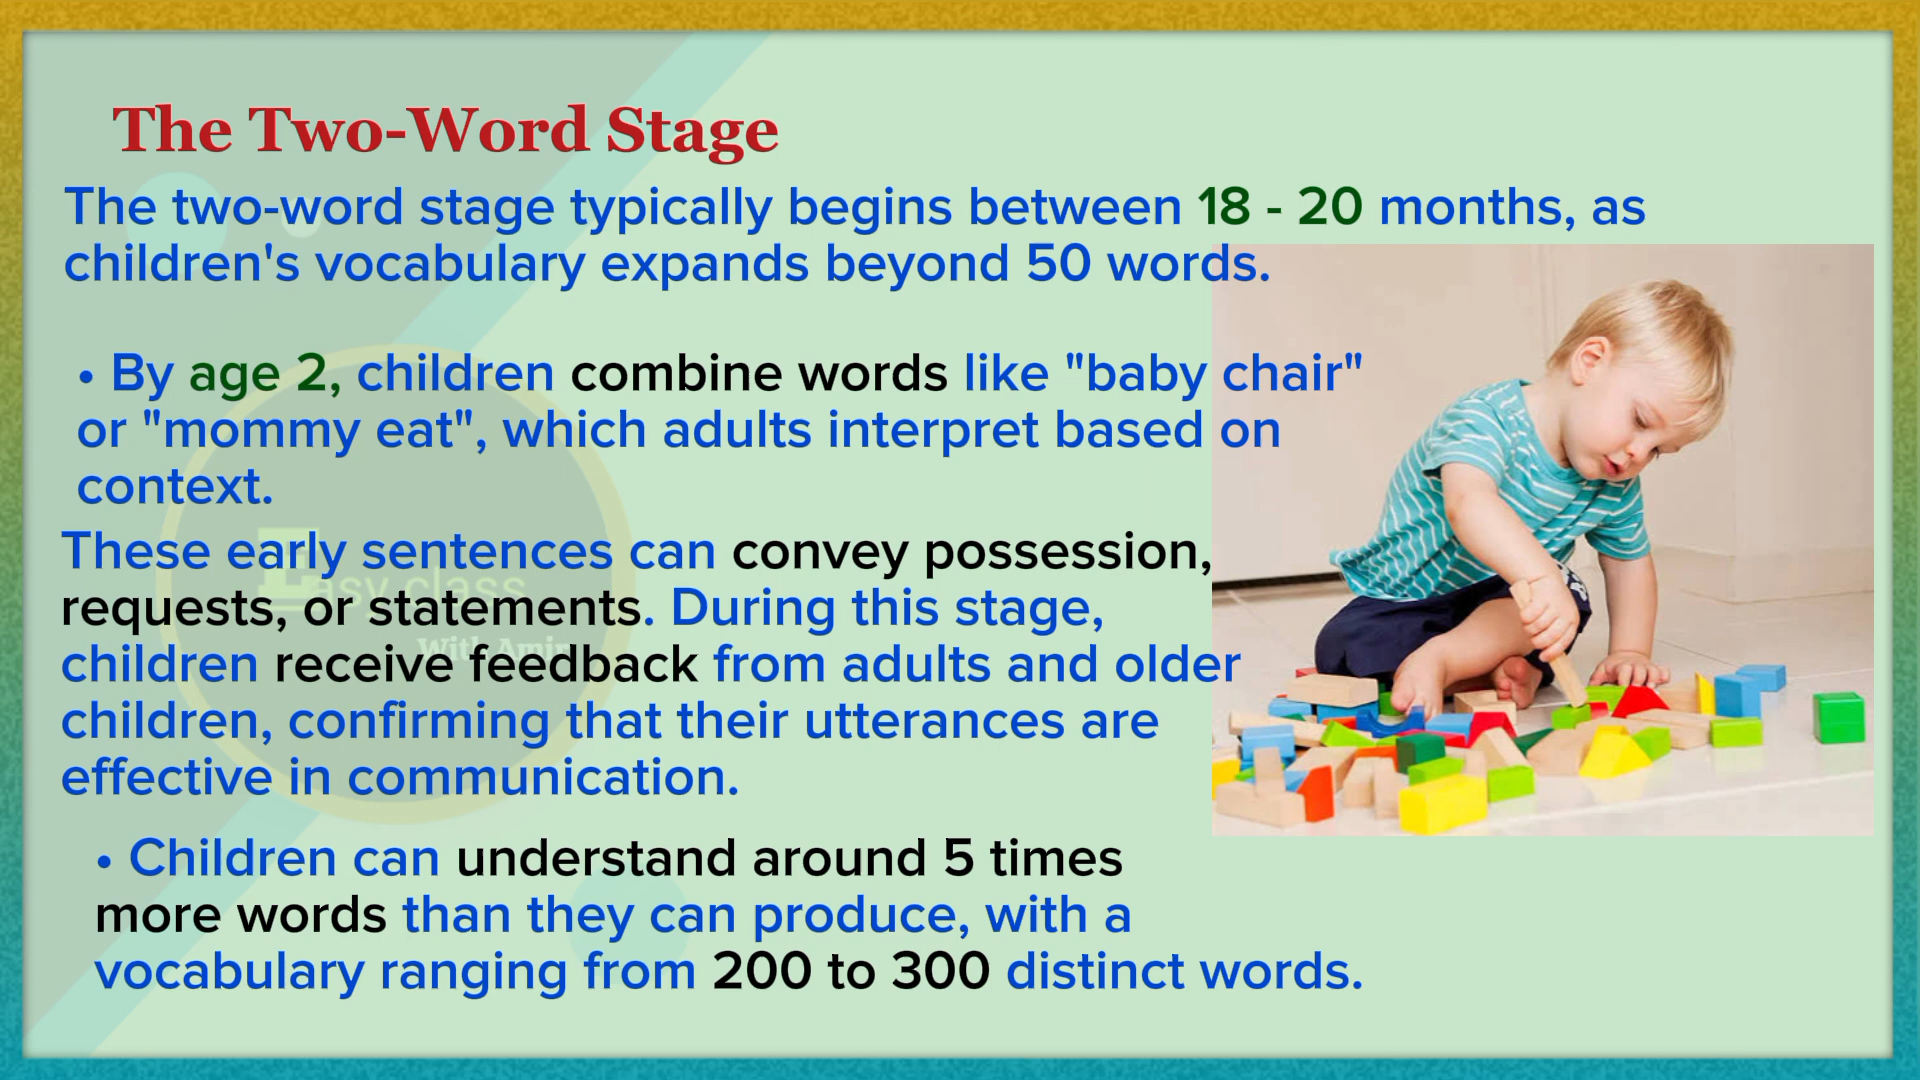 The Two-Word Stage
The two-word stage typically begins between 18 - 20 months, as
children's vocabulary expands beyond 50 words.
• By age 2, children combine words like "baby chair"
or "mommy eat", which adults interpret based on
context.
These early sentences can convey possession,
requests, or statements. During this stage,
children receive feedback from adults and older
children, confirming that their utterances are
effective in communication.
• Children can understand around 5 times
more words than they can produce, with a
vocabulary ranging from 200 to 300 distinct words.
Easy class
With Amin